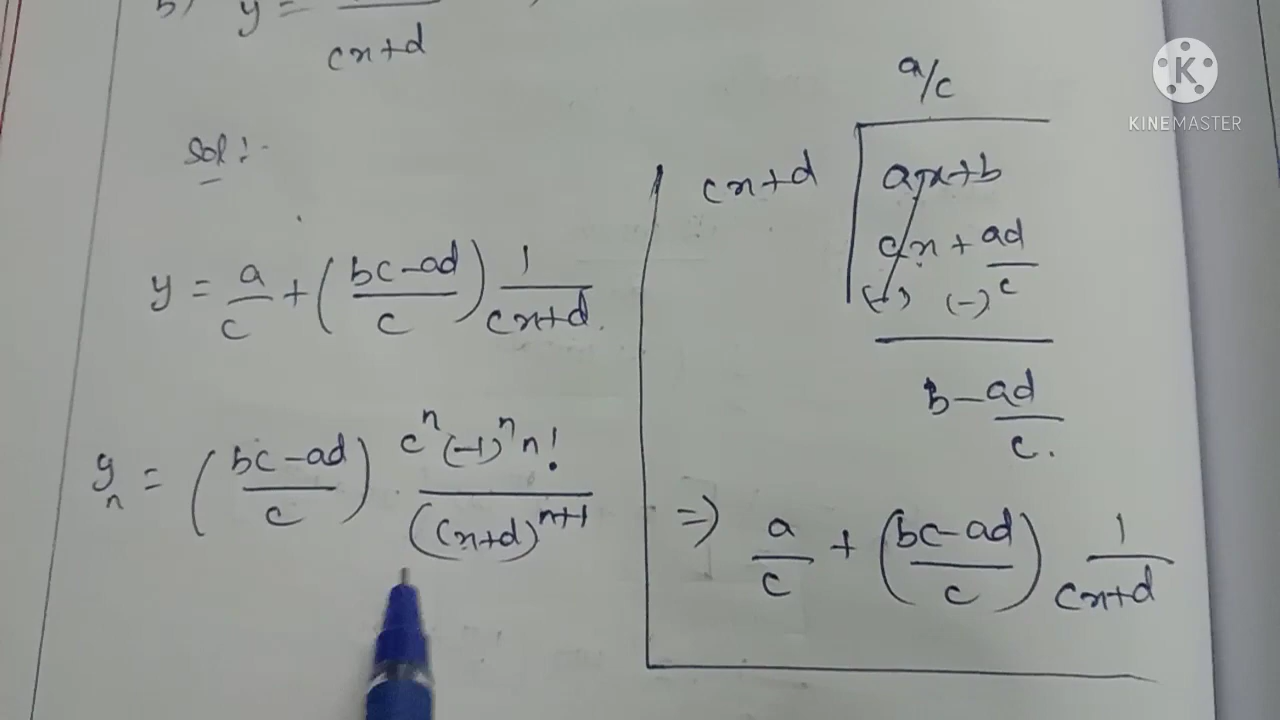 b) y =
cx+d
Sol :-
y = a/c + ((bc-ad)/c) 1/(cx+d).
y_n = ((bc-ad)/c) · c^n (-1)^n n! / (cx+d)^(n+1)
a/c
cx+d ax+b
ax + ad/c
(-) (-)
b - ad/c.
=> a/c + ((bc-ad)/c) 1/(cx+d)
K
KINEMASTER